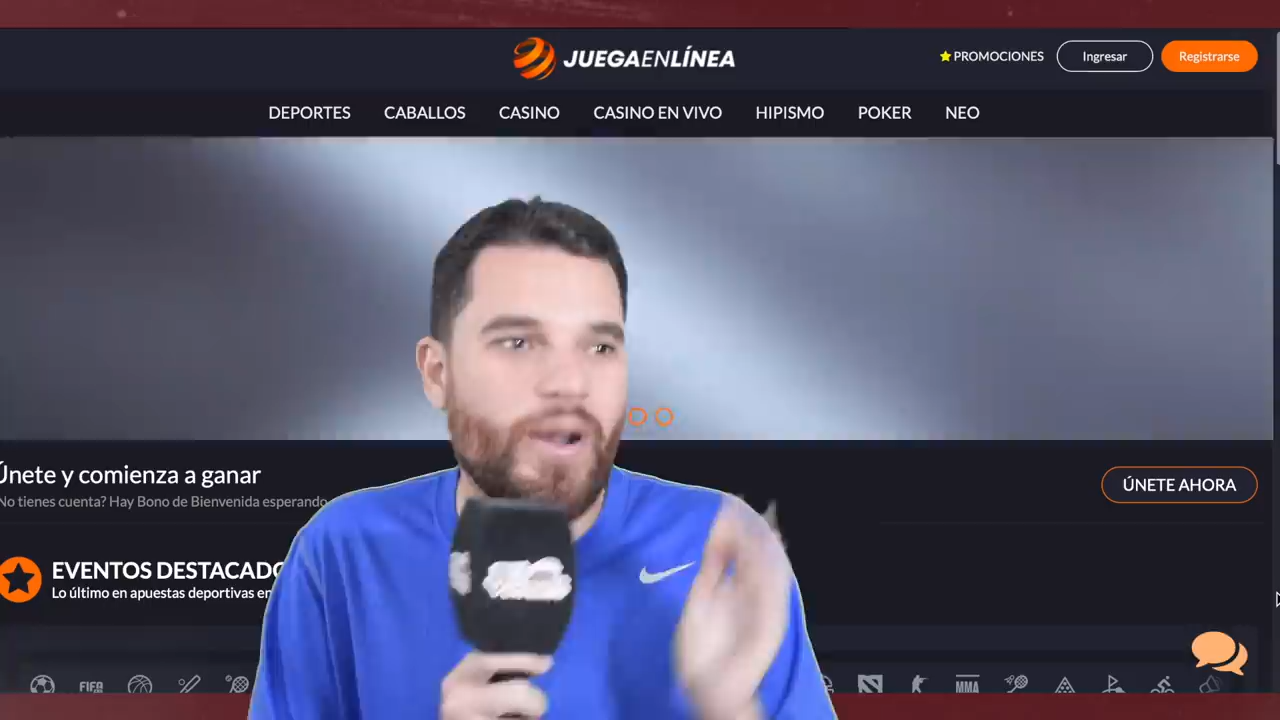 JUEGAENLÍNEA
PROMOCIONES
Ingresar
Registrarse
DEPORTES CABALLOS CASINO CASINO EN VIVO HIPISMO POKER NEO
Únete y comienza a ganar
No tienes cuenta? Hay Bono de Bienvenida esperando
ÚNETE AHORA
EVENTOS DESTACADO
Lo último en apuestas deportivas en
FIFA
MMA